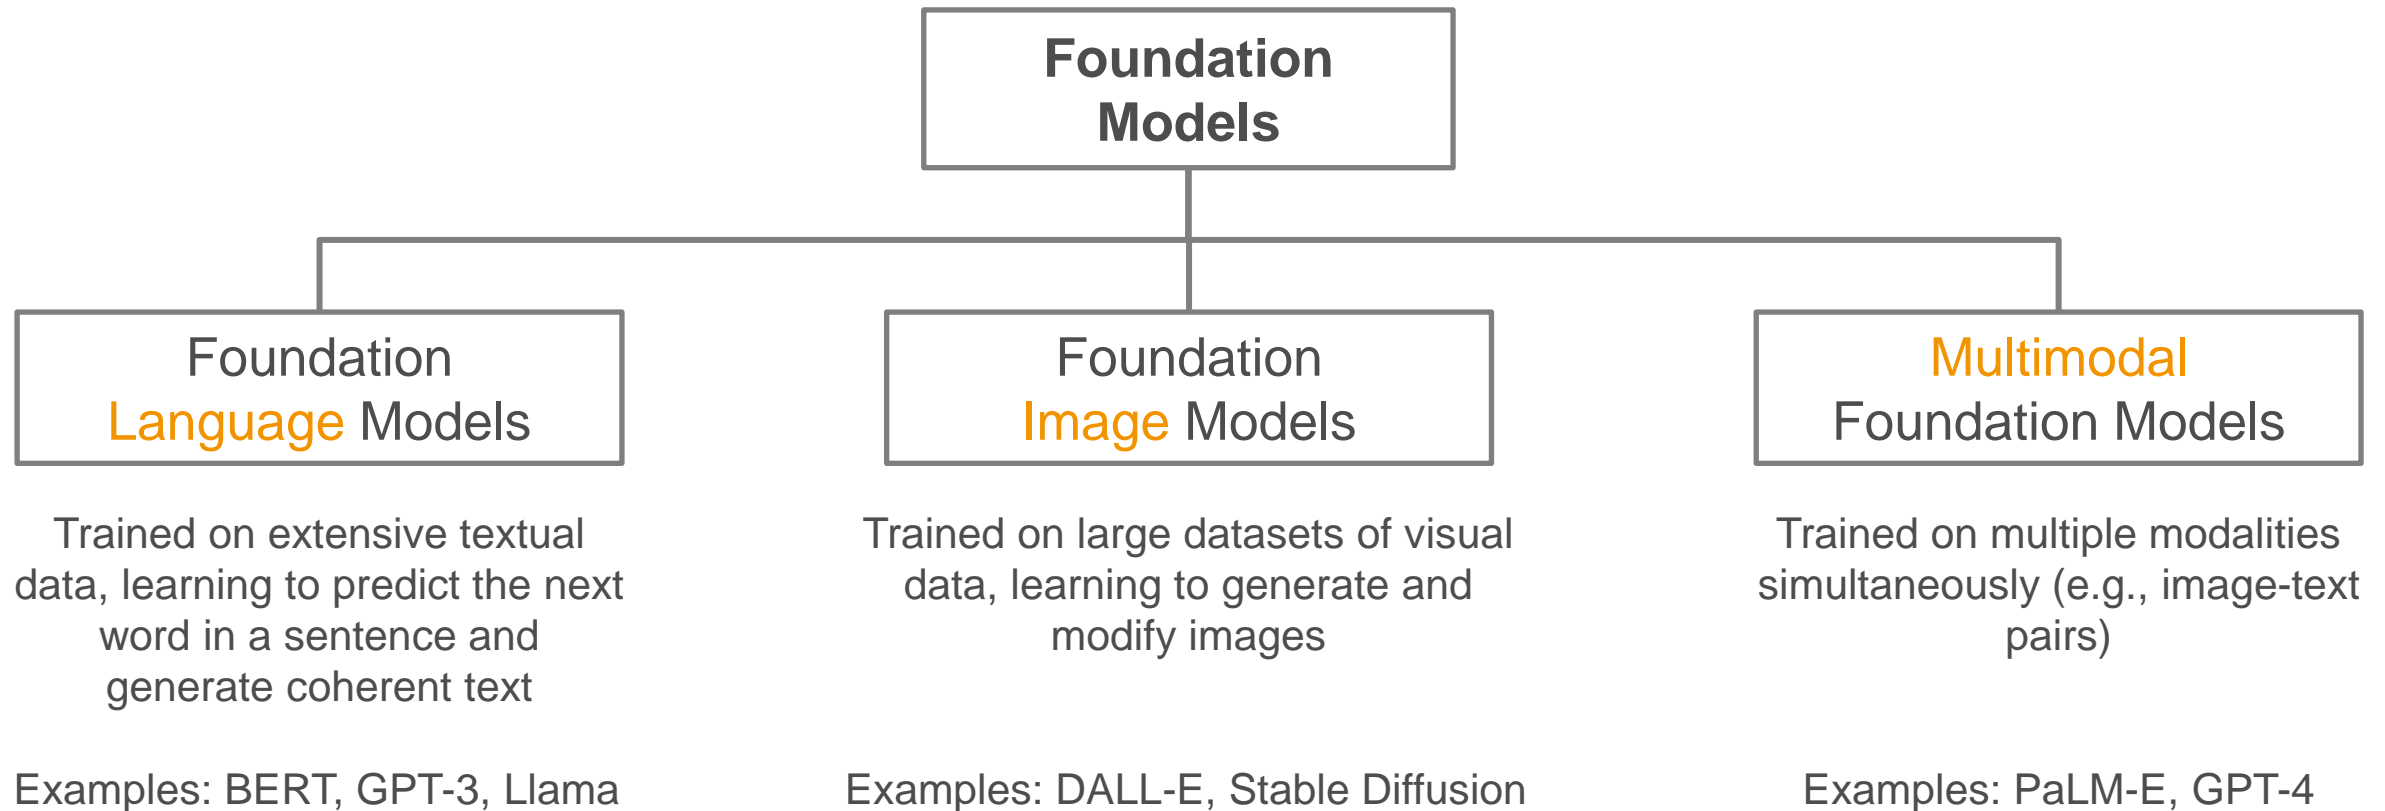 Foundation
Models
Foundation
Language Models
Trained on extensive textual
data, learning to predict the next
word in a sentence and
generate coherent text
Examples: BERT, GPT-3, Llama
Foundation
Image Models
Trained on large datasets of visual
data, learning to generate and
modify images
Examples: DALL-E, Stable Diffusion
Multimodal
Foundation Models
Trained on multiple modalities
simultaneously (e.g., image-text
pairs)
Examples: PaLM-E, GPT-4